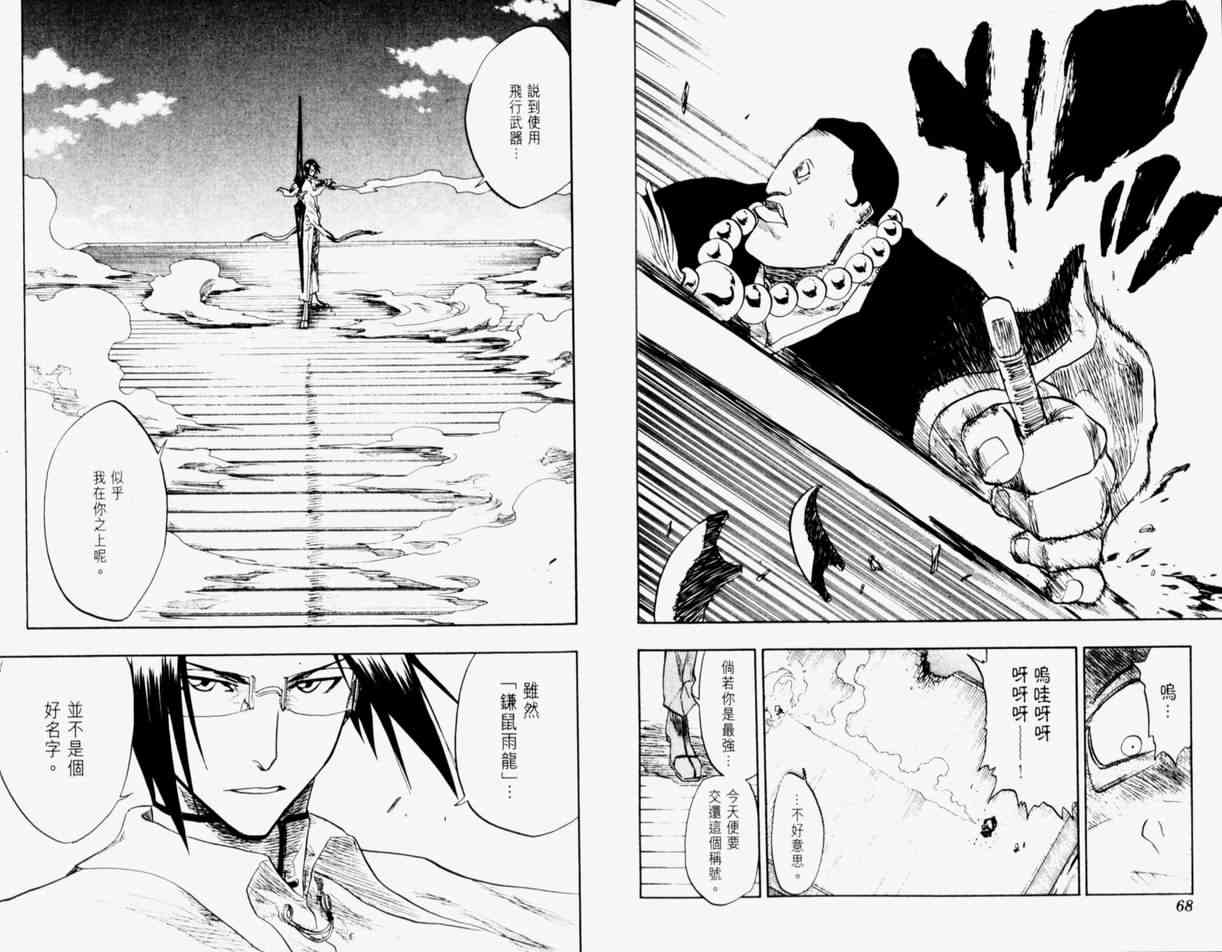 嗚…
嗚哇呀呀
呀呀呀………！
…不好意思。
倘若你是最強…
今天便要
交還這個稱號。
68
說到使用
飛行武器…
似乎
我在你之上呢。
雖然
「鎌鼠雨龍」…
並不是個
好名字。